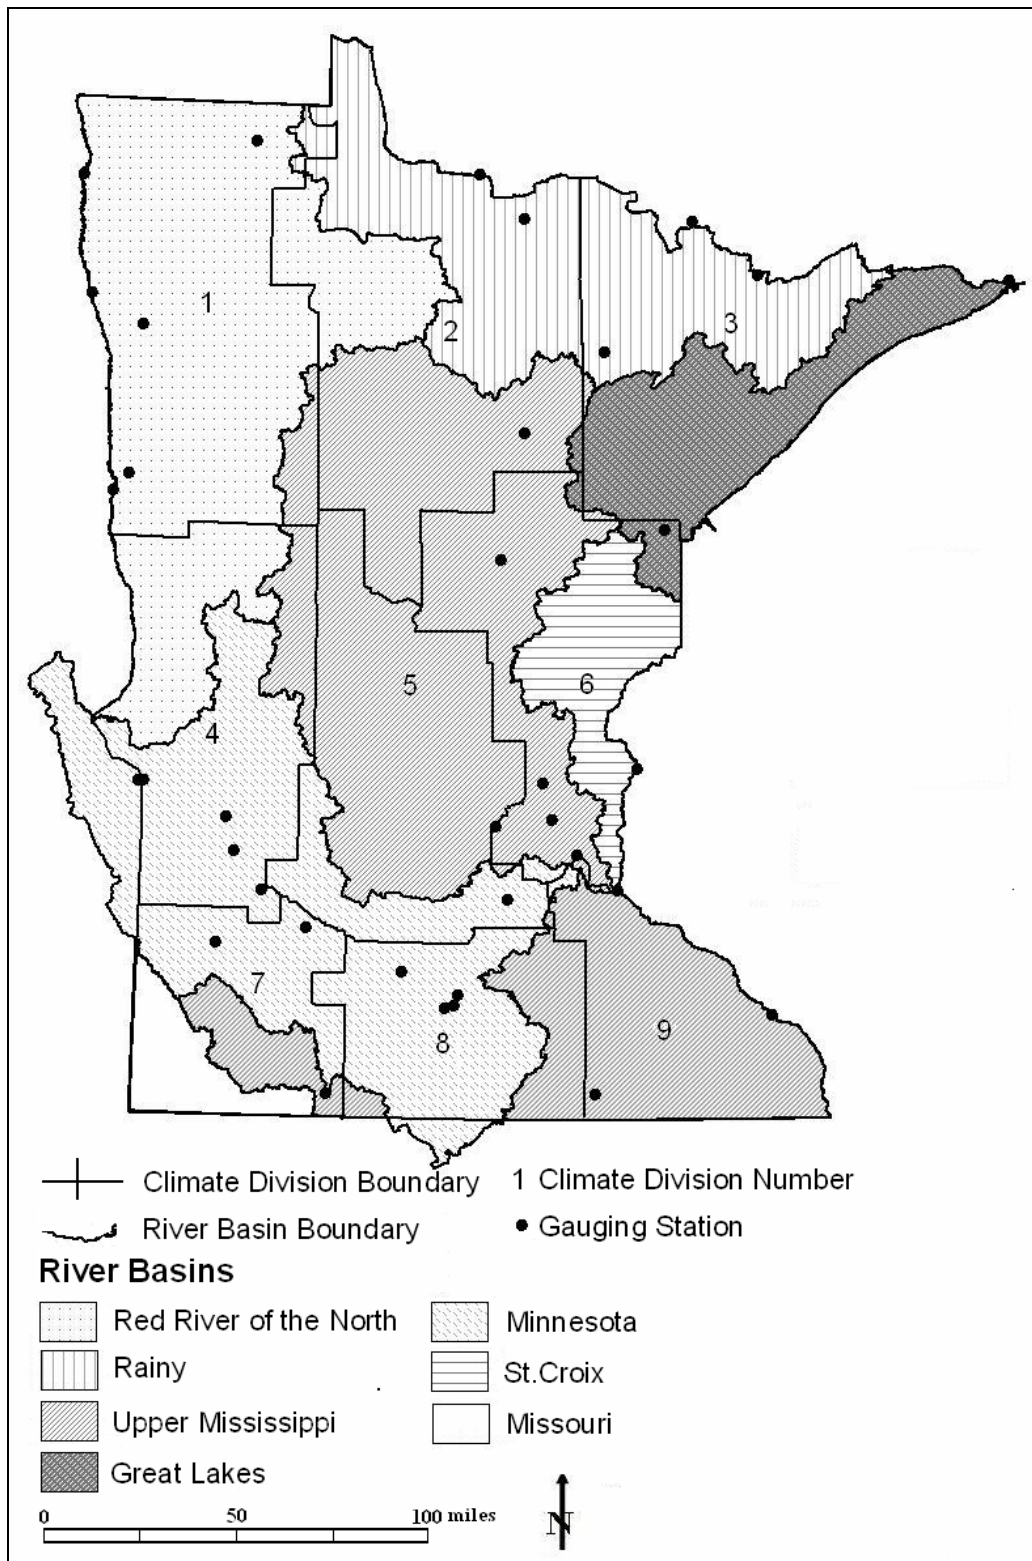 1
2
3
4
5
6
7
8
9
Climate Division Boundary
1 Climate Division Number
River Basin Boundary
Gauging Station
River Basins
Red River of the North
Minnesota
Rainy
St.Croix
Upper Mississippi
Missouri
Great Lakes
0 50 100 miles
N